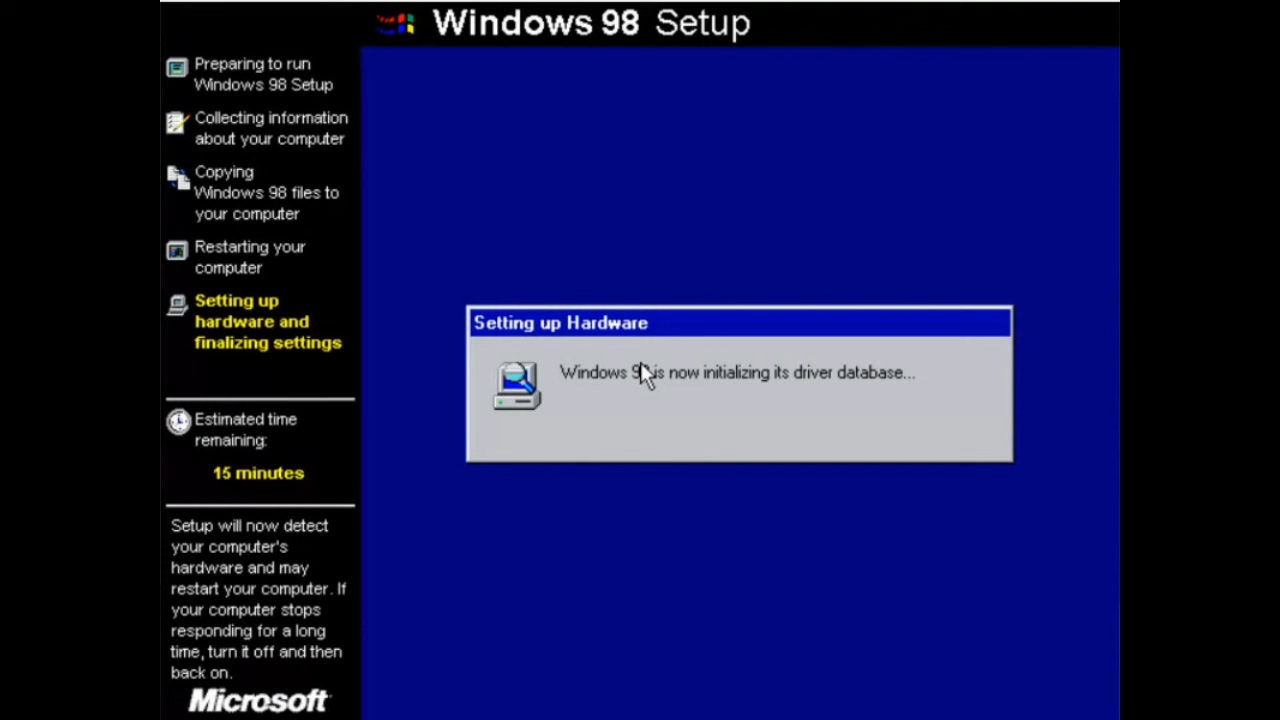 Windows 98 Setup
Preparing to run
Windows 98 Setup
Collecting information
about your computer
Copying
Windows 98 files to
your computer
Restarting your
computer
Setting up
hardware and
finalizing settings
Estimated time
remaining:
15 minutes
Setup will now detect
your computer's
hardware and may
restart your computer. If
your computer stops
responding for a long
time, turn it off and then
back on.
Microsoft
Setting up Hardware
Windows 98 is now initializing its driver database...